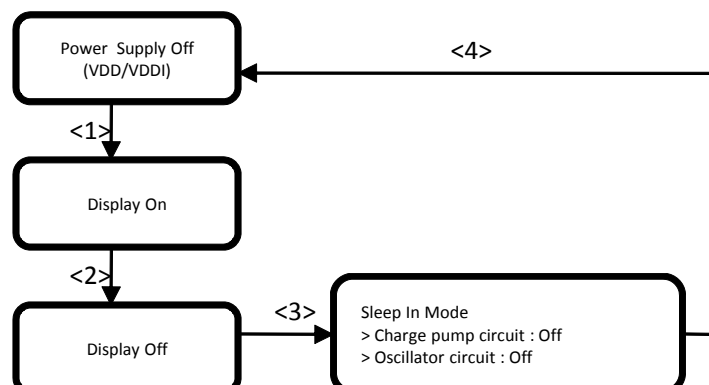 Power  Supply Off
(VDD/VDDI)
<4>
<1>
Display On
<2>
Display Off
<3>
Sleep In Mode
> Charge pump circuit : Off
> Oscillator circuit : Off